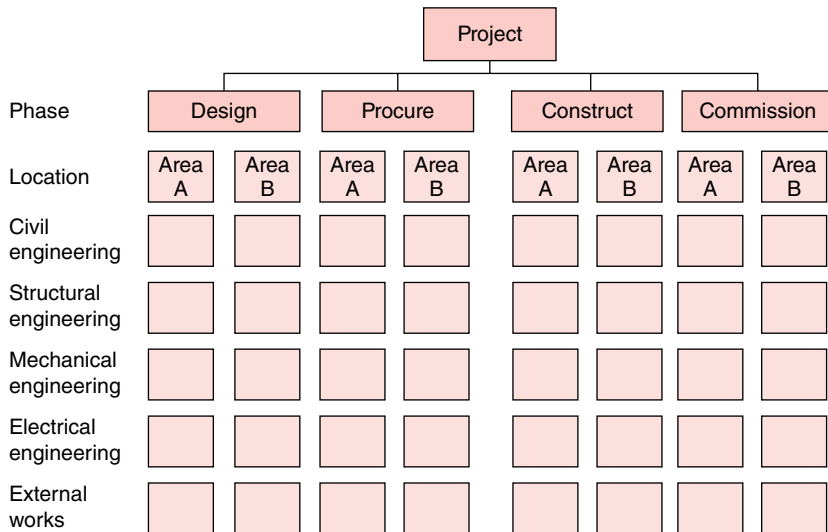 Project
Phase
Design
Procure
Construct
Commission
Location
Area
A
Area
B
Area
A
Area
B
Area
A
Area
B
Area
A
Area
B
Civil
engineering
Structural
engineering
Mechanical
engineering
Electrical
engineering
External
works